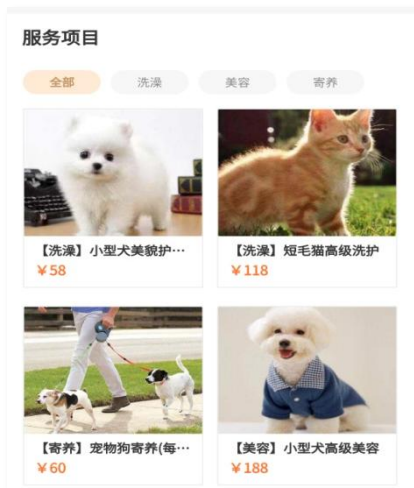 服务项目
全部 洗澡 美容 寄养
【洗澡】小型犬美貌护…
【洗澡】短毛猫高级洗护
￥58
￥118
【寄养】宠物狗寄养(每…
【美容】小型犬高级美容
￥60
￥188